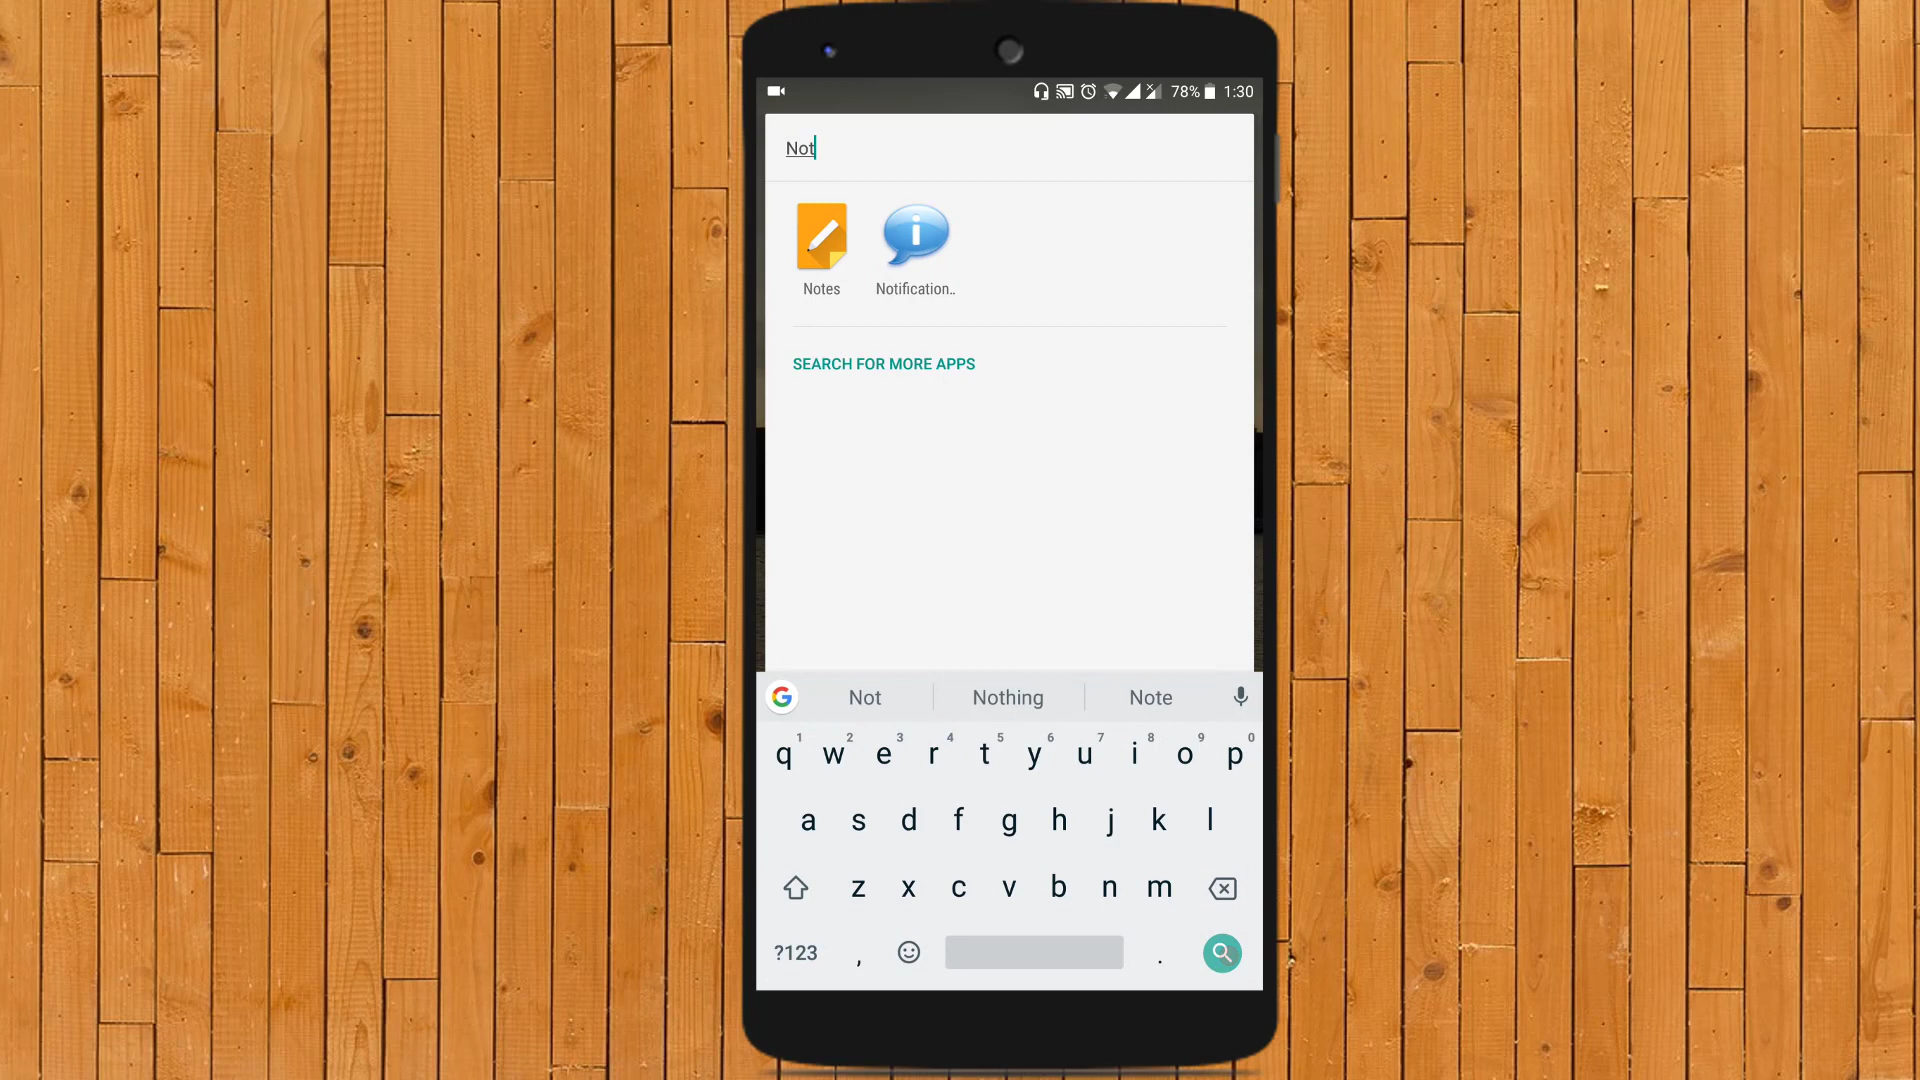 78% 1:30
Not
Notes Notification..
SEARCH FOR MORE APPS
G Not Nothing Note
1 2 3 4 5 6 7 8 9 0
q w e r t y u i o p
a s d f g h j k l
z x c v b n m
?123 , .